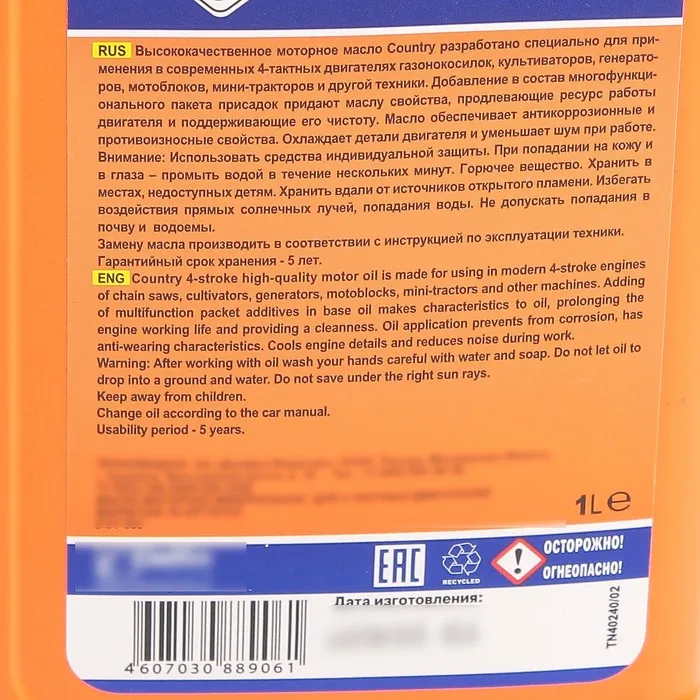 RUS Высококачественное моторное масло Country разработано специально для при-
менения в современных 4-тактных двигателях газонокосилок, культиваторов, генерато-
ров, мотоблоков, мини-тракторов и другой техники. Добавление в состав многофункци-
онального пакета присадок придают маслу свойства, продлевающие ресурс работы
двигателя и поддерживающие его чистоту. Масло обеспечивает антикоррозионные и
противоизносные свойства. Охлаждает детали двигателя и уменьшает шум при работе.
Внимание: Использовать средства индивидуальной защиты. При попадании на кожу и
в глаза – промыть водой в течение нескольких минут. Горючее вещество. Хранить в
местах, недоступных детям. Хранить вдали от источников открытого пламени. Избегать
воздействия прямых солнечных лучей, попадания воды. Не допускать попадания в
почву и водоемы.
Замену масла производить в соответствии с инструкцией по эксплуатации техники.
Гарантийный срок хранения - 5 лет.
ENG Country 4-stroke high-quality motor oil is made for using in modern 4-stroke engines
of chain saws, cultivators, generators, motoblocks, mini-tractors and other machines. Adding
of multifunction packet additives in base oil makes characteristics to oil, prolonging the
engine working life and providing a cleanness. Oil application prevents from corrosion, has
anti-wearing characteristics. Cools engine details and reduces noise during work.
Warning: After working with oil wash your hands careful with water and soap. Do not let oil to
drop into a ground and water. Do not save under the right sun rays.
Keep away from children.
Change oil according to the car manual.
Usability period - 5 years.
1L e
EAC
RECYCLED
ОСТОРОЖНО!
ОГНЕОПАСНО!
Дата изготовления:
TN40240/02
4 607030 889061